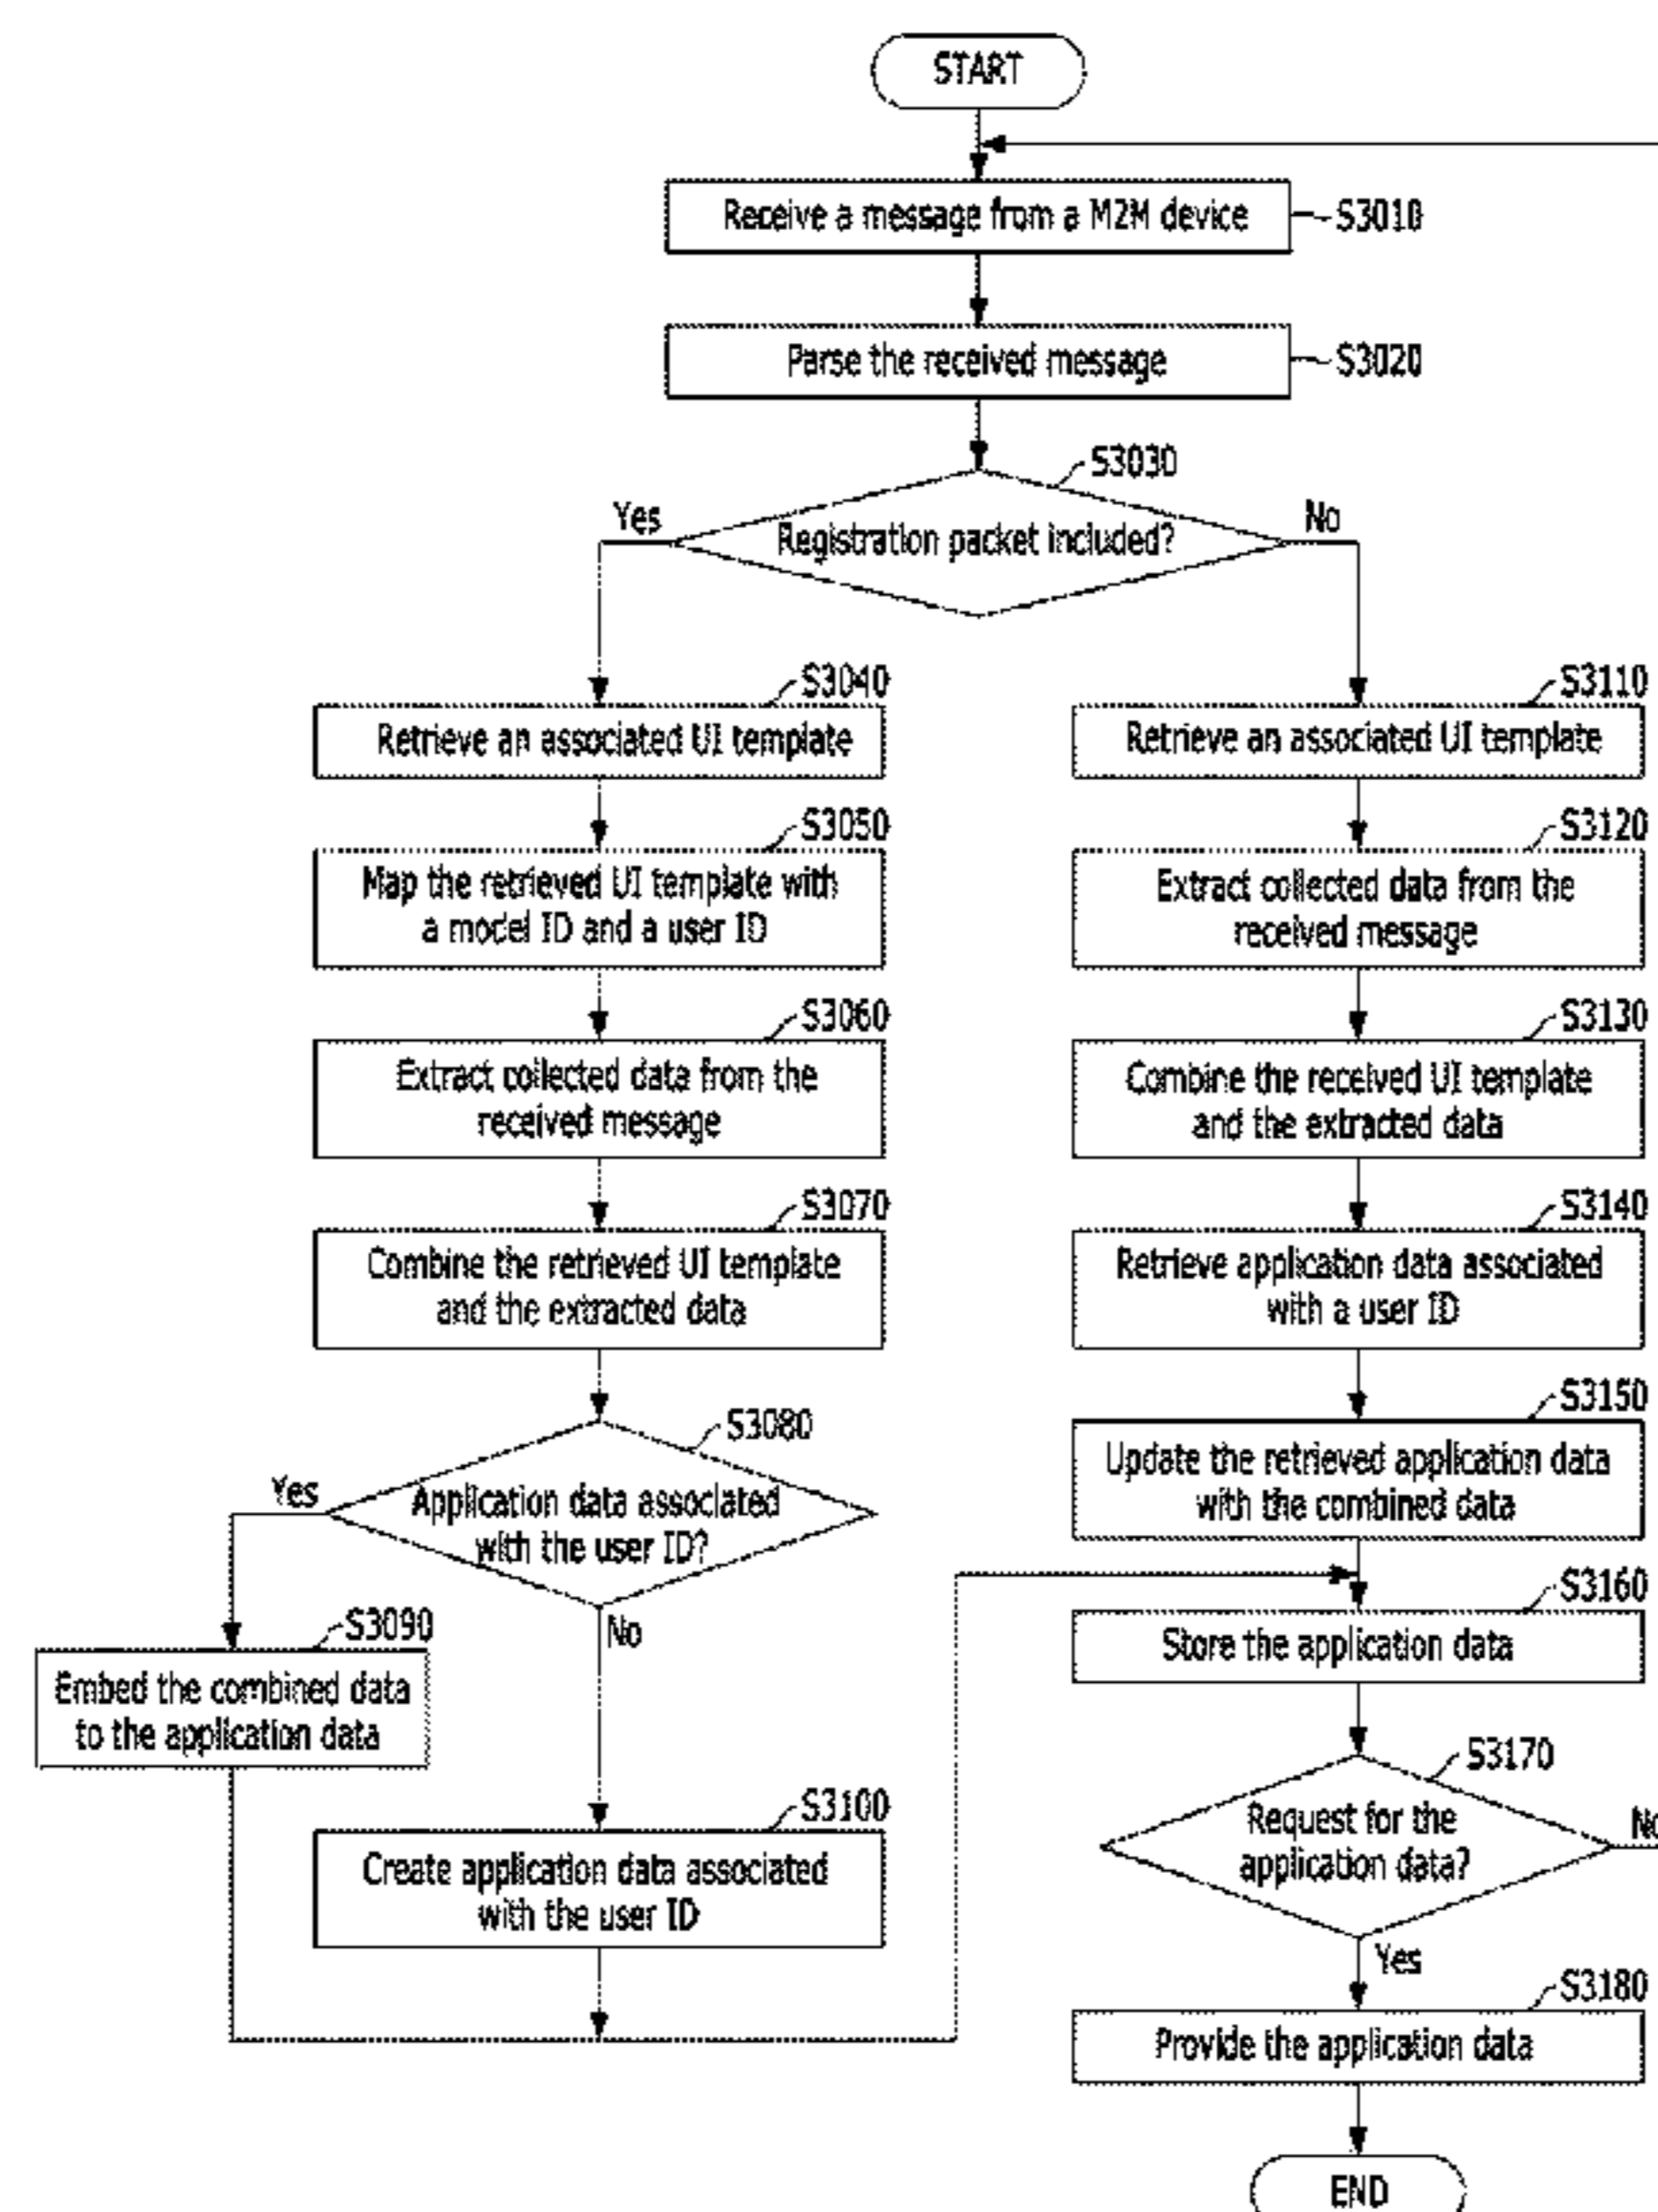 START
Receive a message from a M2M device
S3010
Parse the received message
S3020
S3030
Yes
Registration packet included?
No
S3040
Retrieve an associated UI template
S3050
Map the retrieved UI template with
a model ID and a user ID
S3060
Extract collected data from the
received message
S3070
Combine the retrieved UI template
and the extracted data
S3080
Yes
Application data associated
with the user ID?
No
S3090
Embed the combined data
to the application data
S3100
Create application data associated
with the user ID
S3110
Retrieve an associated UI template
S3120
Extract collected data from the
received message
S3130
Combine the received UI template
and the extracted data
S3140
Retrieve application data associated
with a user ID
S3150
Update the retrieved application data
with the combined data
S3160
Store the application data
S3170
Request for the
application data?
No
Yes
S3180
Provide the application data
END